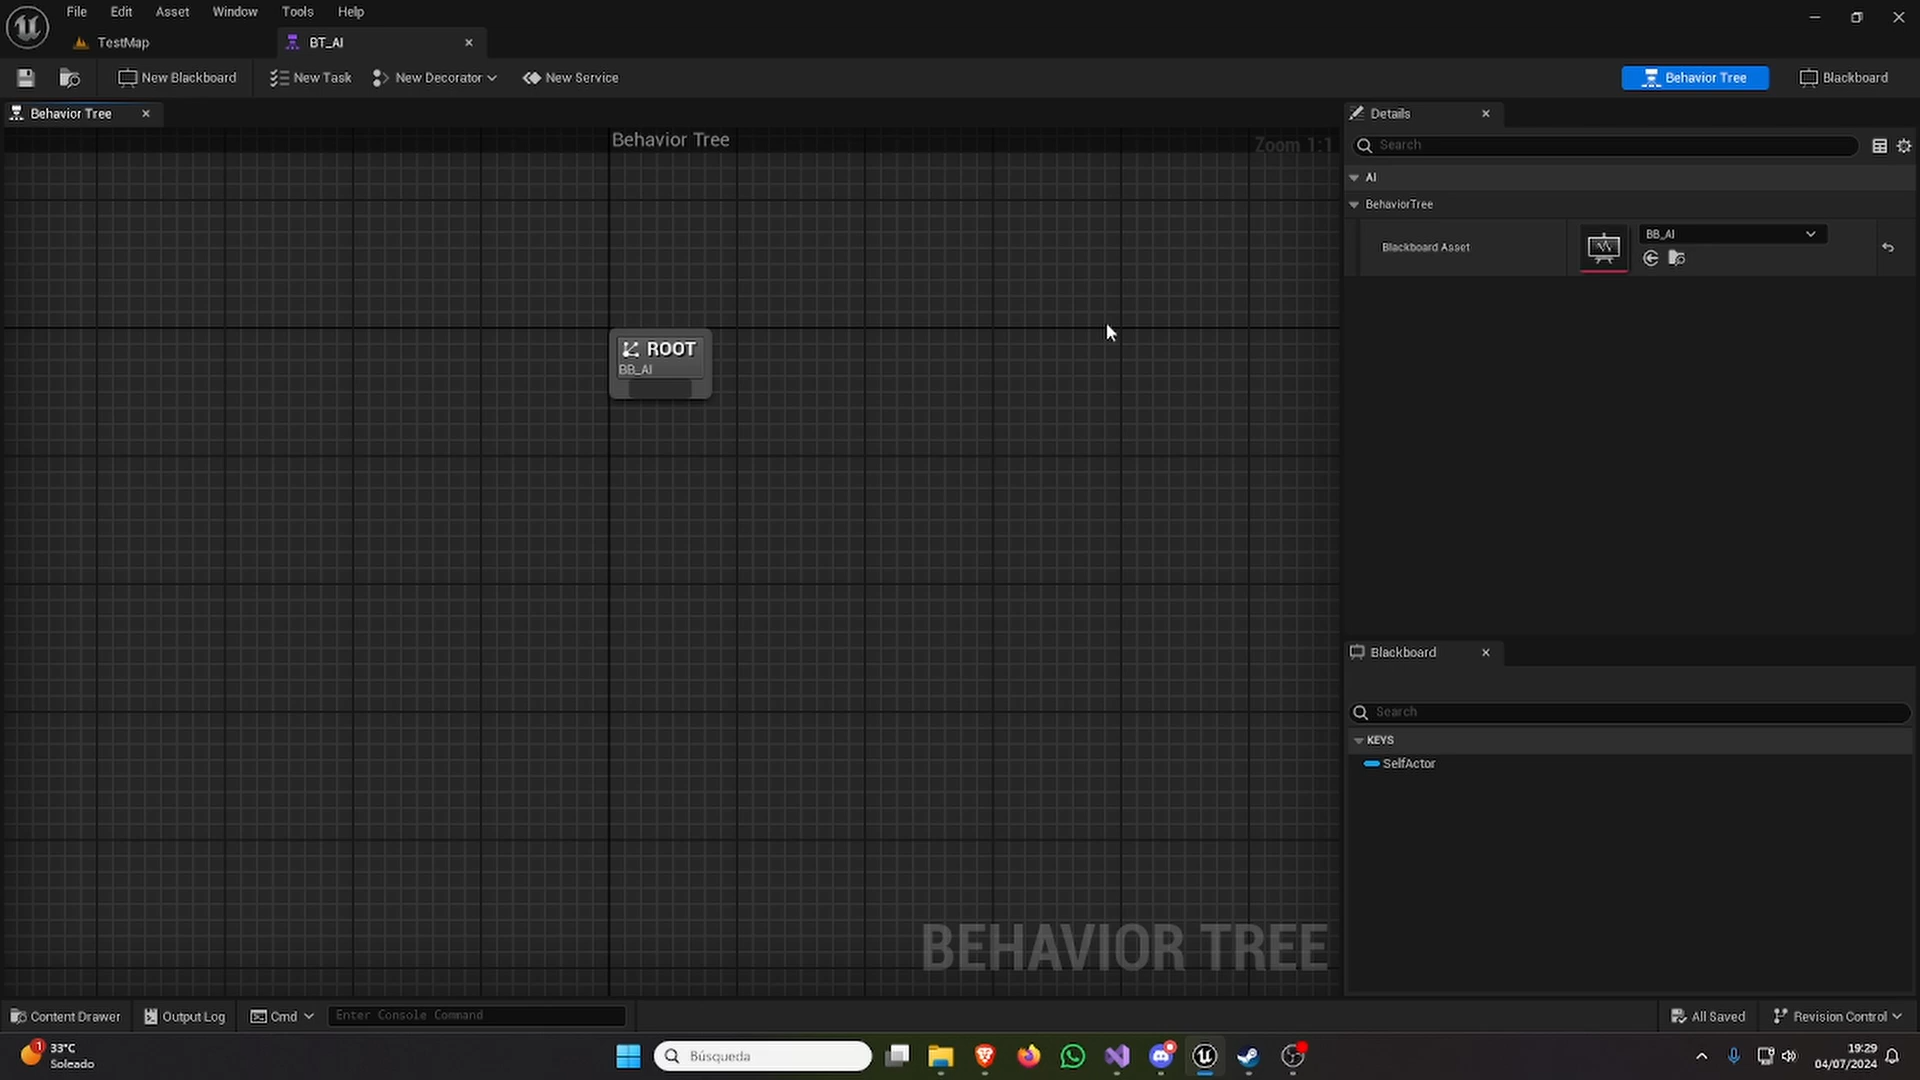 File Edit Asset Window Tools Help
TestMap BT_AI
New Blackboard New Task New Decorator New Service Behavior Tree Blackboard
Behavior Tree Details
Behavior Tree Zoom 1:1
Search
AI
BehaviorTree
Blackboard Asset BB_AI
ROOT
BB_AI
Blackboard
Search
KEYS
SelfActor
BEHAVIOR TREE
Content Drawer Output Log Cmd Enter Console Command All Saved Revision Control
1 33°C
Soleado
Búsqueda
19:29
04/07/2024